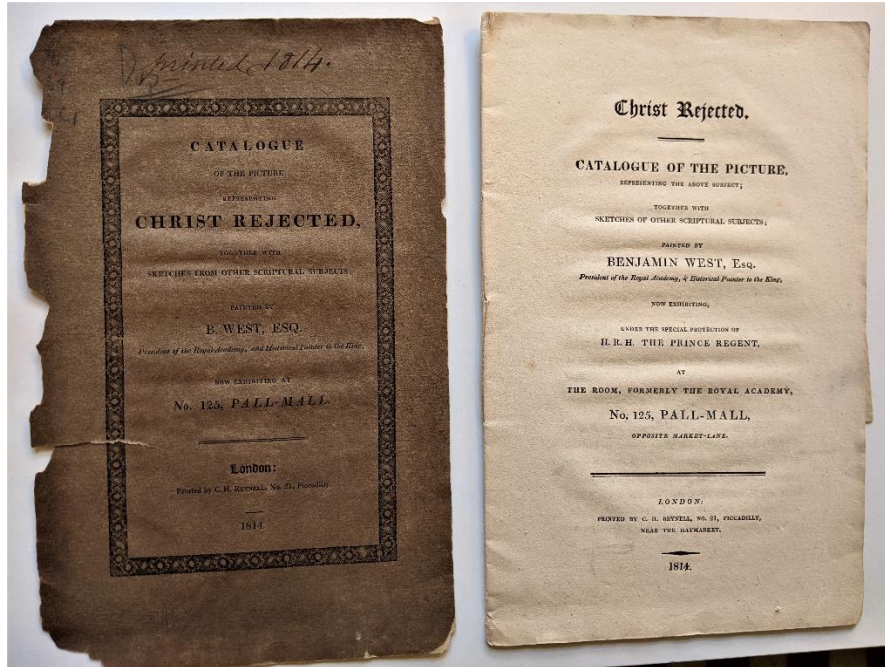 printed, 1814.
CATALOGUE
OF THE PICTURE
REPRESENTING
CHRIST REJECTED,
TOGETHER WITH
SKETCHES FROM OTHER SCRIPTURAL SUBJECTS;
PAINTED BY
B. WEST, ESQ.
President of the Royal Academy, and Historical Painter to the King,
NOW EXHIBITING AT
No. 125, PALL-MALL.
London:
Printed by C. H. REYNELL, No. 21, Piccadilly.
1814.
Christ Rejected.
CATALOGUE OF THE PICTURE,
REPRESENTING THE ABOVE SUBJECT;
TOGETHER WITH
SKETCHES OF OTHER SCRIPTURAL SUBJECTS;
PAINTED BY
BENJAMIN WEST, ESQ.
President of the Royal Academy, & Historical Painter to the King,
NOW EXHIBITING,
UNDER THE SPECIAL PROTECTION OF
H. R. H. THE PRINCE REGENT,
AT
THE ROOM, FORMERLY THE ROYAL ACADEMY,
No. 125, PALL-MALL,
OPPOSITE MARKET-LANE.
LONDON:
PRINTED BY C. H. REYNELL, NO. 21, PICCADILLY,
NEAR THE HAYMARKET.
1814.